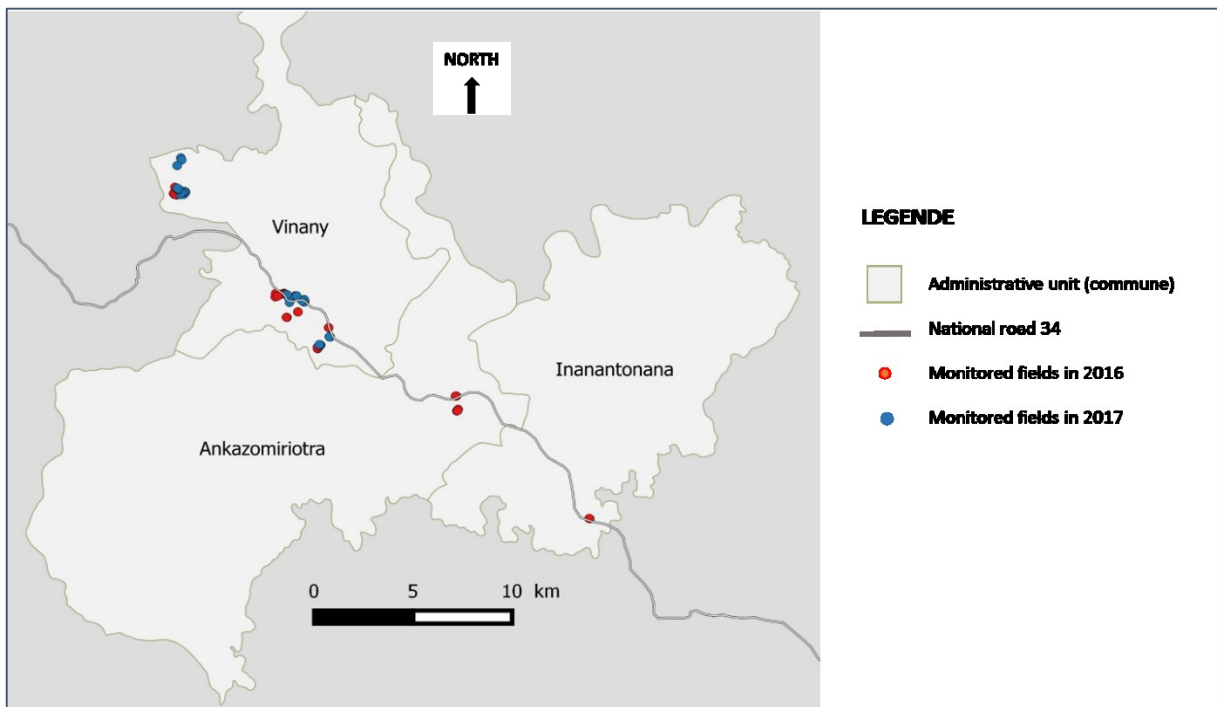 NORTH
Vinany
Inanantonana
Ankazomiriotra
0 5 10 km
LEGENDE
Administrative unit (commune)
National road 34
Monitored fields in 2016
Monitored fields in 2017